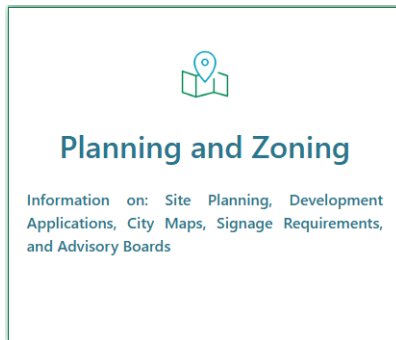 Planning and Zoning
Information on: Site Planning, Development
Applications, City Maps, Signage Requirements,
and Advisory Boards